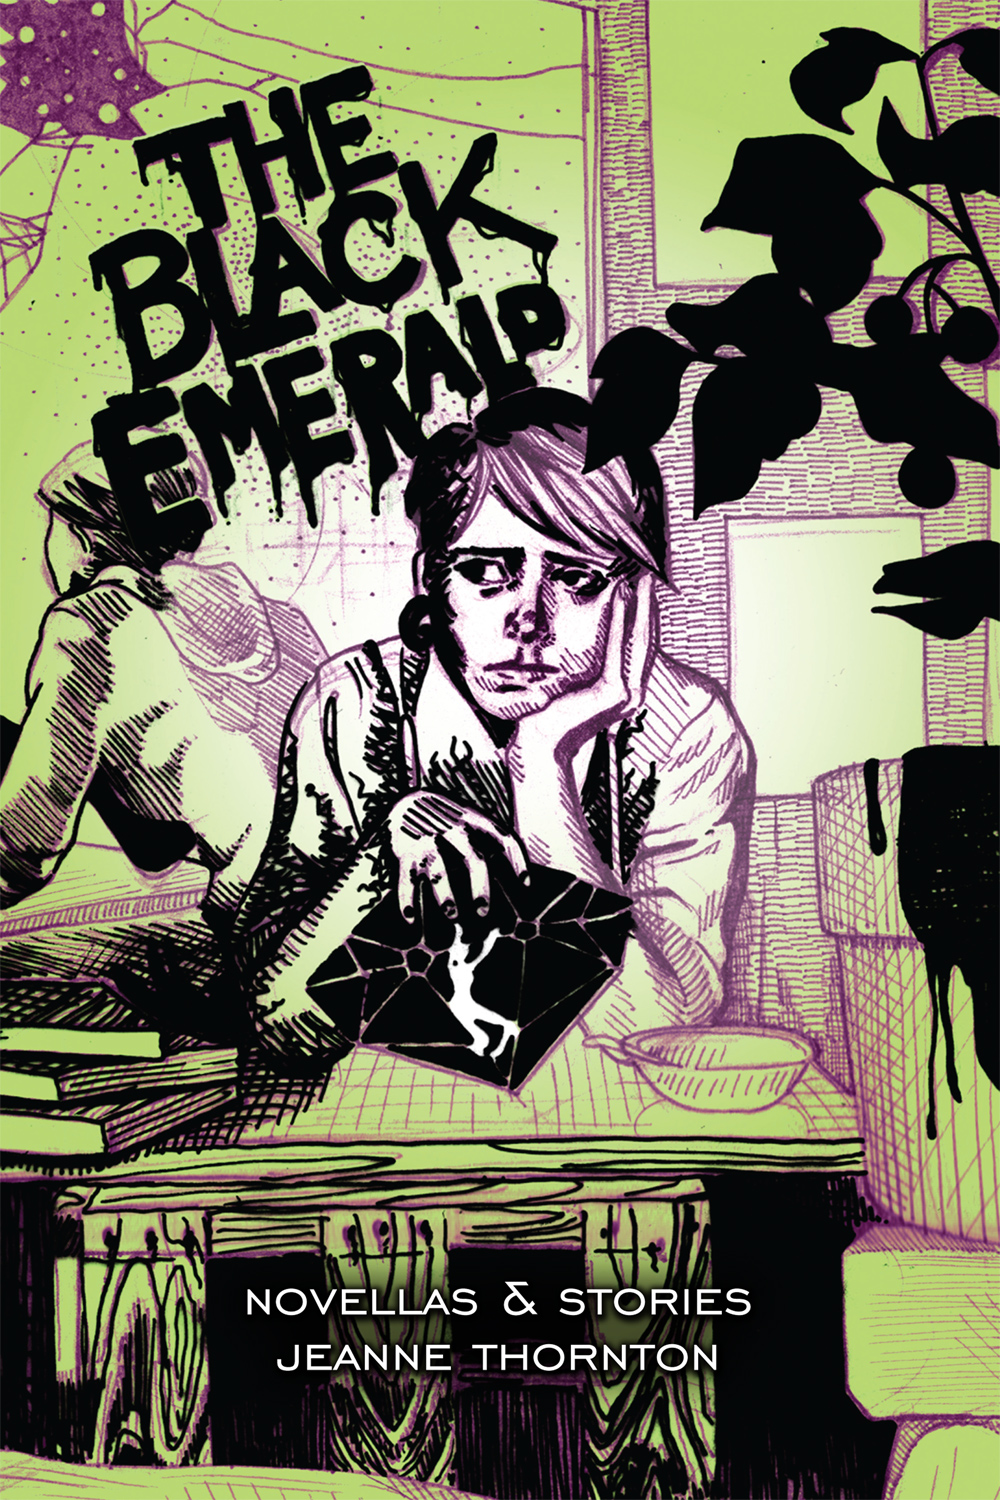 THE
BLACK
EMERALD
NOVELLAS & STORIES
JEANNE THORNTON